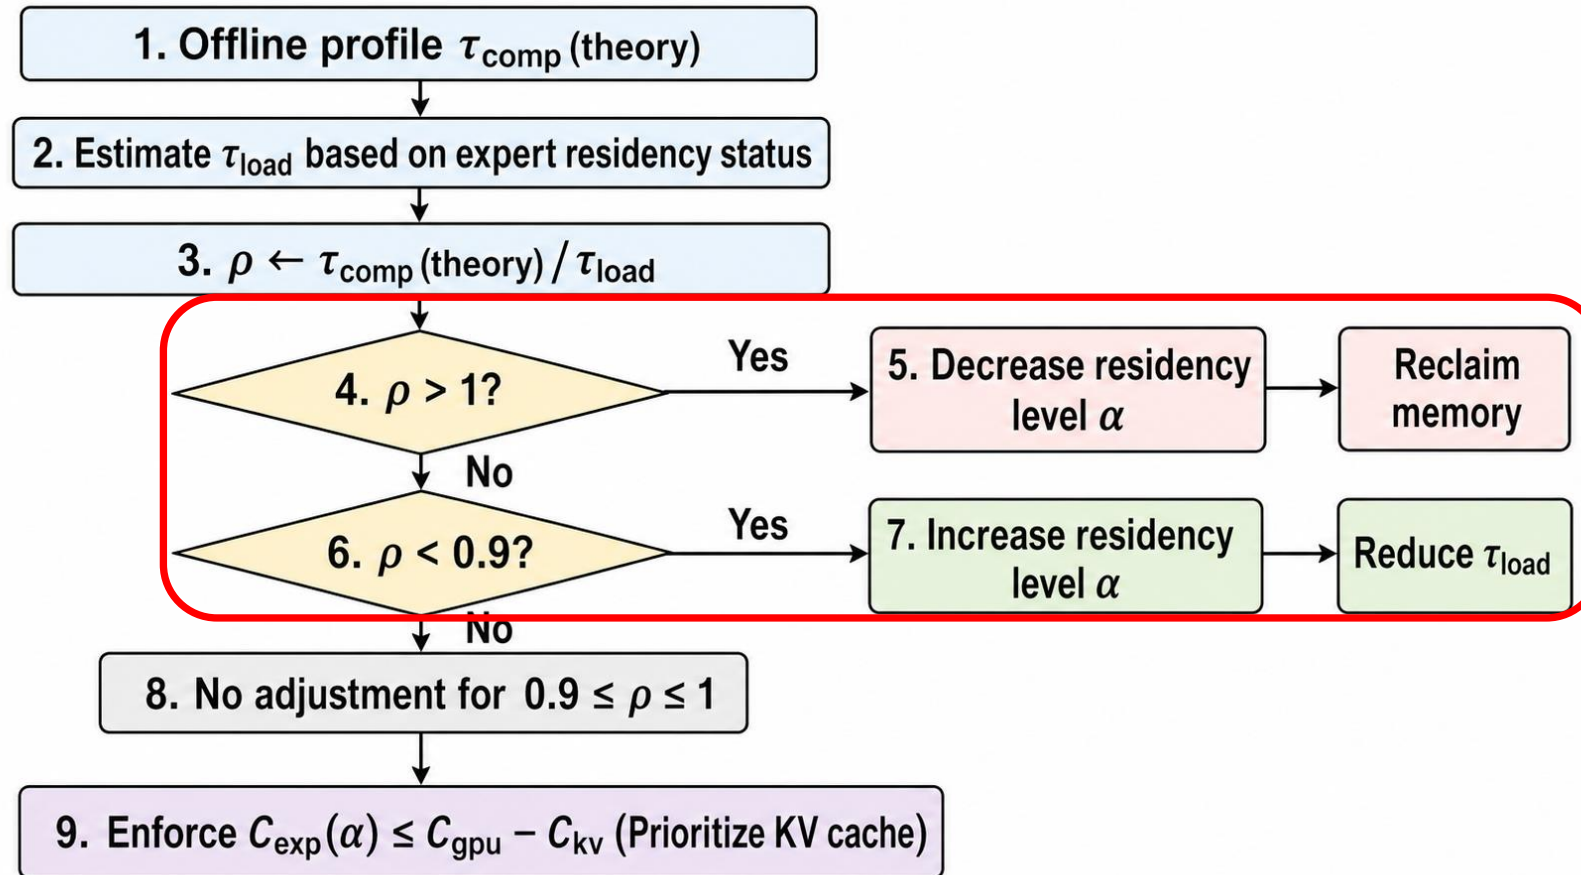 1. Offline profile τcomp (theory)
2. Estimate τload based on expert residency status
3. ρ ← τcomp (theory) / τload
4. ρ > 1?
Yes
5. Decrease residency
level α
Reclaim
memory
No
6. ρ < 0.9?
Yes
7. Increase residency
level α
Reduce τload
No
8. No adjustment for 0.9 ≤ ρ ≤ 1
9. Enforce Cexp(α) ≤ Cgpu − Ckv (Prioritize KV cache)